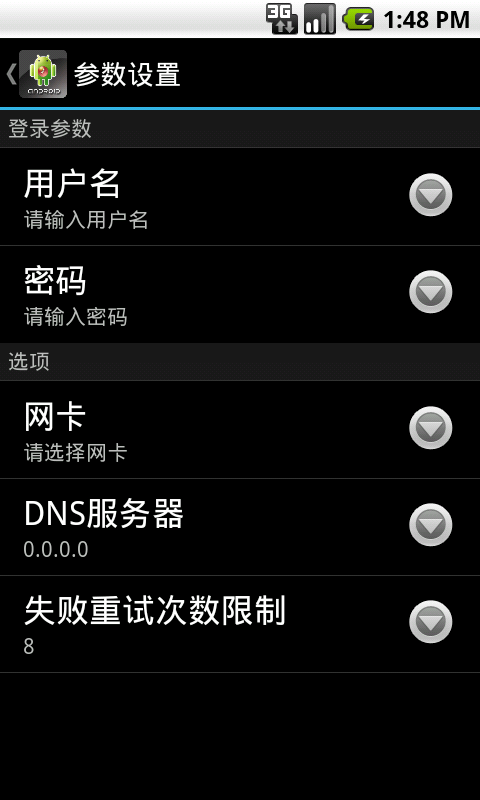 3G 1:48 PM
ANDROID
参数设置
登录参数
用户名
请输入用户名
密码
请输入密码
选项
网卡
请选择网卡
DNS服务器
0.0.0.0
失败重试次数限制
8